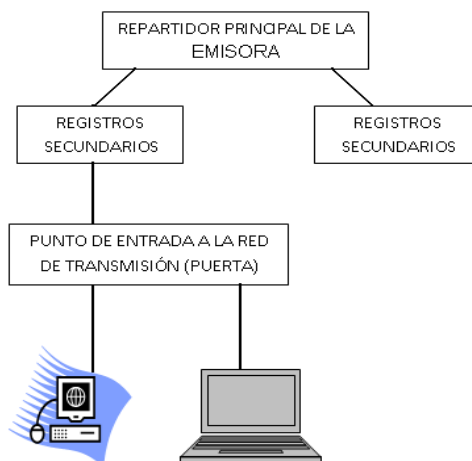 REPARTIDOR PRINCIPAL DE LA
EMISORA
REGISTROS
SECUNDARIOS
REGISTROS
SECUNDARIOS
PUNTO DE ENTRADA A LA RED
DE TRANSMISIÓN (PUERTA)